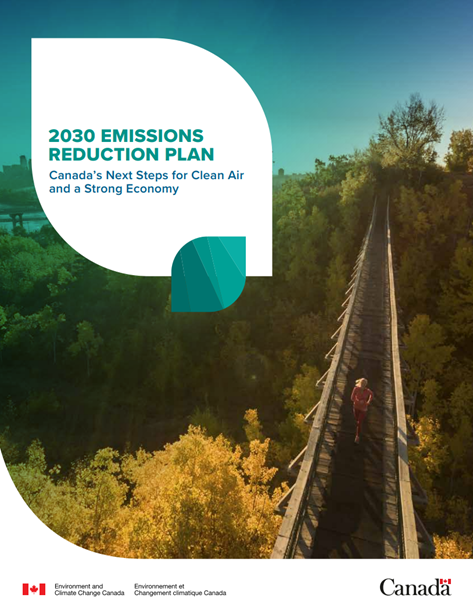 2030 EMISSIONS
REDUCTION PLAN
Canada's Next Steps for Clean Air
and a Strong Economy
Environment and
Climate Change Canada
Environnement et
Changement climatique Canada
Canada